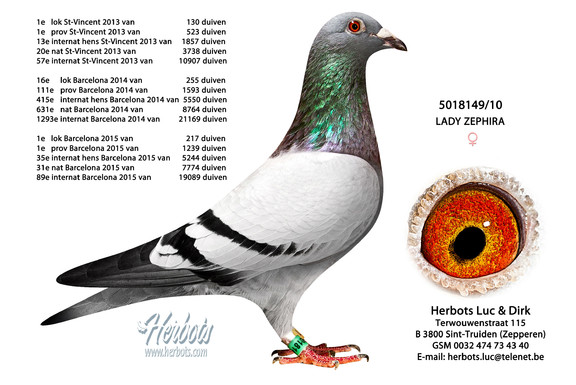 1e lok St-Vincent 2013 van 130 duiven
1e prov St-Vincent 2013 van 523 duiven
13e internat hens St-Vincent 2013 van 1857 duiven
20e nat St-Vincent 2013 van 3738 duiven
57e internat St-Vincent 2013 van 10907 duiven
16e lok Barcelona 2014 van 255 duiven
111e prov Barcelona 2014 van 1593 duiven
415e internat hens Barcelona 2014 van 5550 duiven
631e nat Barcelona 2014 van 8764 duiven
1293e internat Barcelona 2014 van 21169 duiven
1e lok Barcelona 2015 van 217 duiven
1e prov Barcelona 2015 van 1239 duiven
35e internat hens Barcelona 2015 van 5244 duiven
31e nat Barcelona 2015 van 7774 duiven
89e internat Barcelona 2015 van 19089 duiven
5018149/10
LADY ZEPHIRA
♀
Herbots Luc & Dirk
Terwouwenstraat 115
B 3800 Sint-Truiden (Zepperen)
GSM 0032 474 73 43 40
E-mail: herbots.luc@telenet.be
Herbots
www.herbots.com